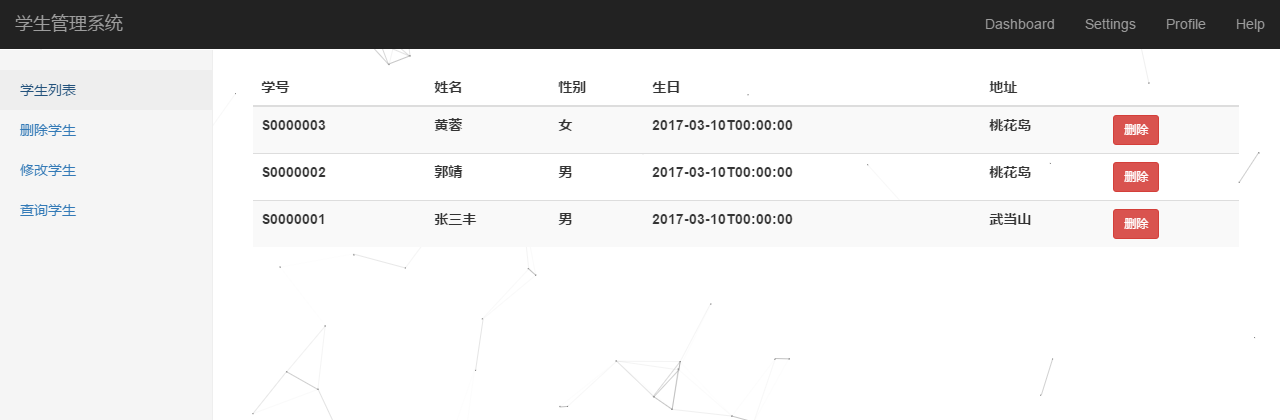 学生管理系统 Dashboard Settings Profile Help
学生列表
删除学生
修改学生
查询学生
学号 姓名 性别 生日 地址
S0000003 黄蓉 女 2017-03-10T00:00:00 桃花岛 删除
S0000002 郭靖 男 2017-03-10T00:00:00 桃花岛 删除
S0000001 张三丰 男 2017-03-10T00:00:00 武当山 删除